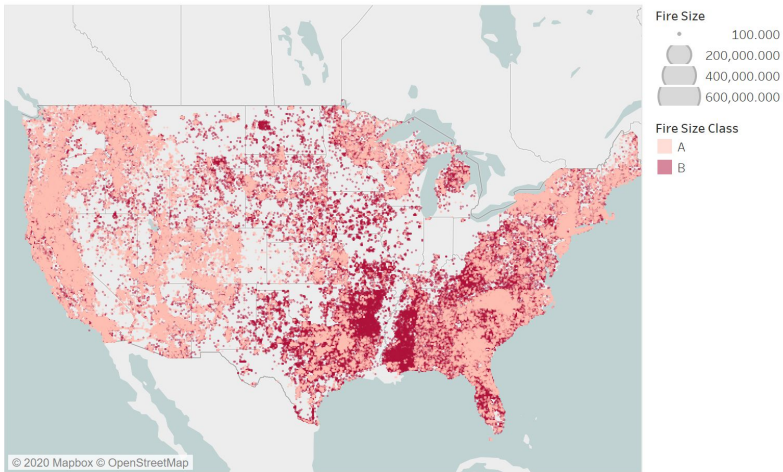 Fire Size
100.000
200,000.000
400,000.000
600,000.000
Fire Size Class
A
B
© 2020 Mapbox © OpenStreetMap